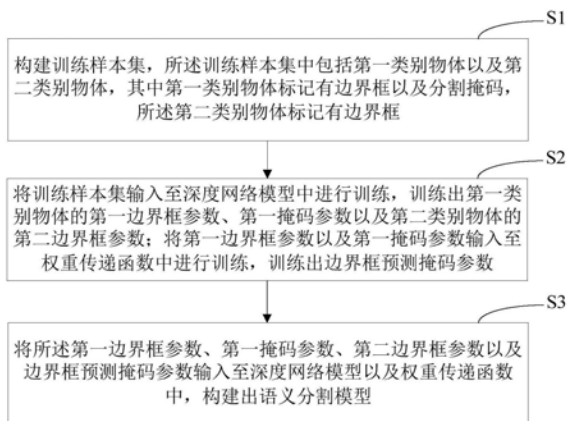 S1
构建训练样本集，所述训练样本集中包括第一类别物体以及第
二类别物体，其中第一类别物体标记有边界框以及分割掩码，
所述第二类别物体标记有边界框
S2
将训练样本集输入至深度网络模型中进行训练，训练出第一类
别物体的第一边界框参数、第一掩码参数以及第二类别物体的
第二边界框参数；将第一边界框参数以及第一掩码参数输入至
权重传递函数中进行训练，训练出边界框预测掩码参数
S3
将所述第一边界框参数、第一掩码参数、第二边界框参数以及
边界框预测掩码参数输入至深度网络模型以及权重传递函数
中，构建出语义分割模型